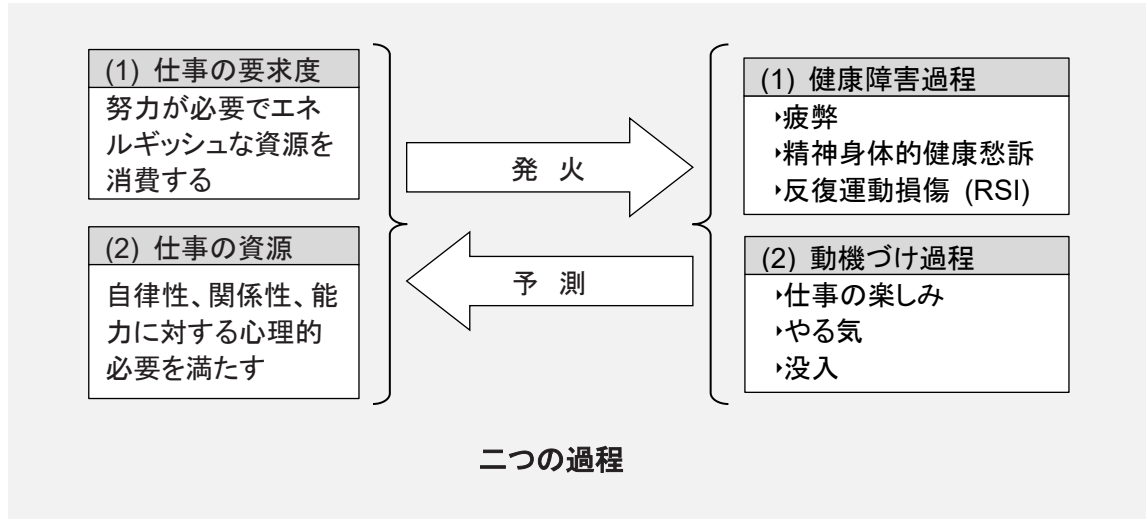 (1) 仕事の要求度
努力が必要でエネ
ルギッシュな資源を
消費する
(2) 仕事の資源
自律性、関係性、能
力に対する心理的
必要を満たす
発 火
予 測
(1) 健康障害過程
‣疲弊
‣精神身体的健康愁訴
‣反復運動損傷 (RSI)
(2) 動機づけ過程
‣仕事の楽しみ
‣やる気
‣没入
二つの過程